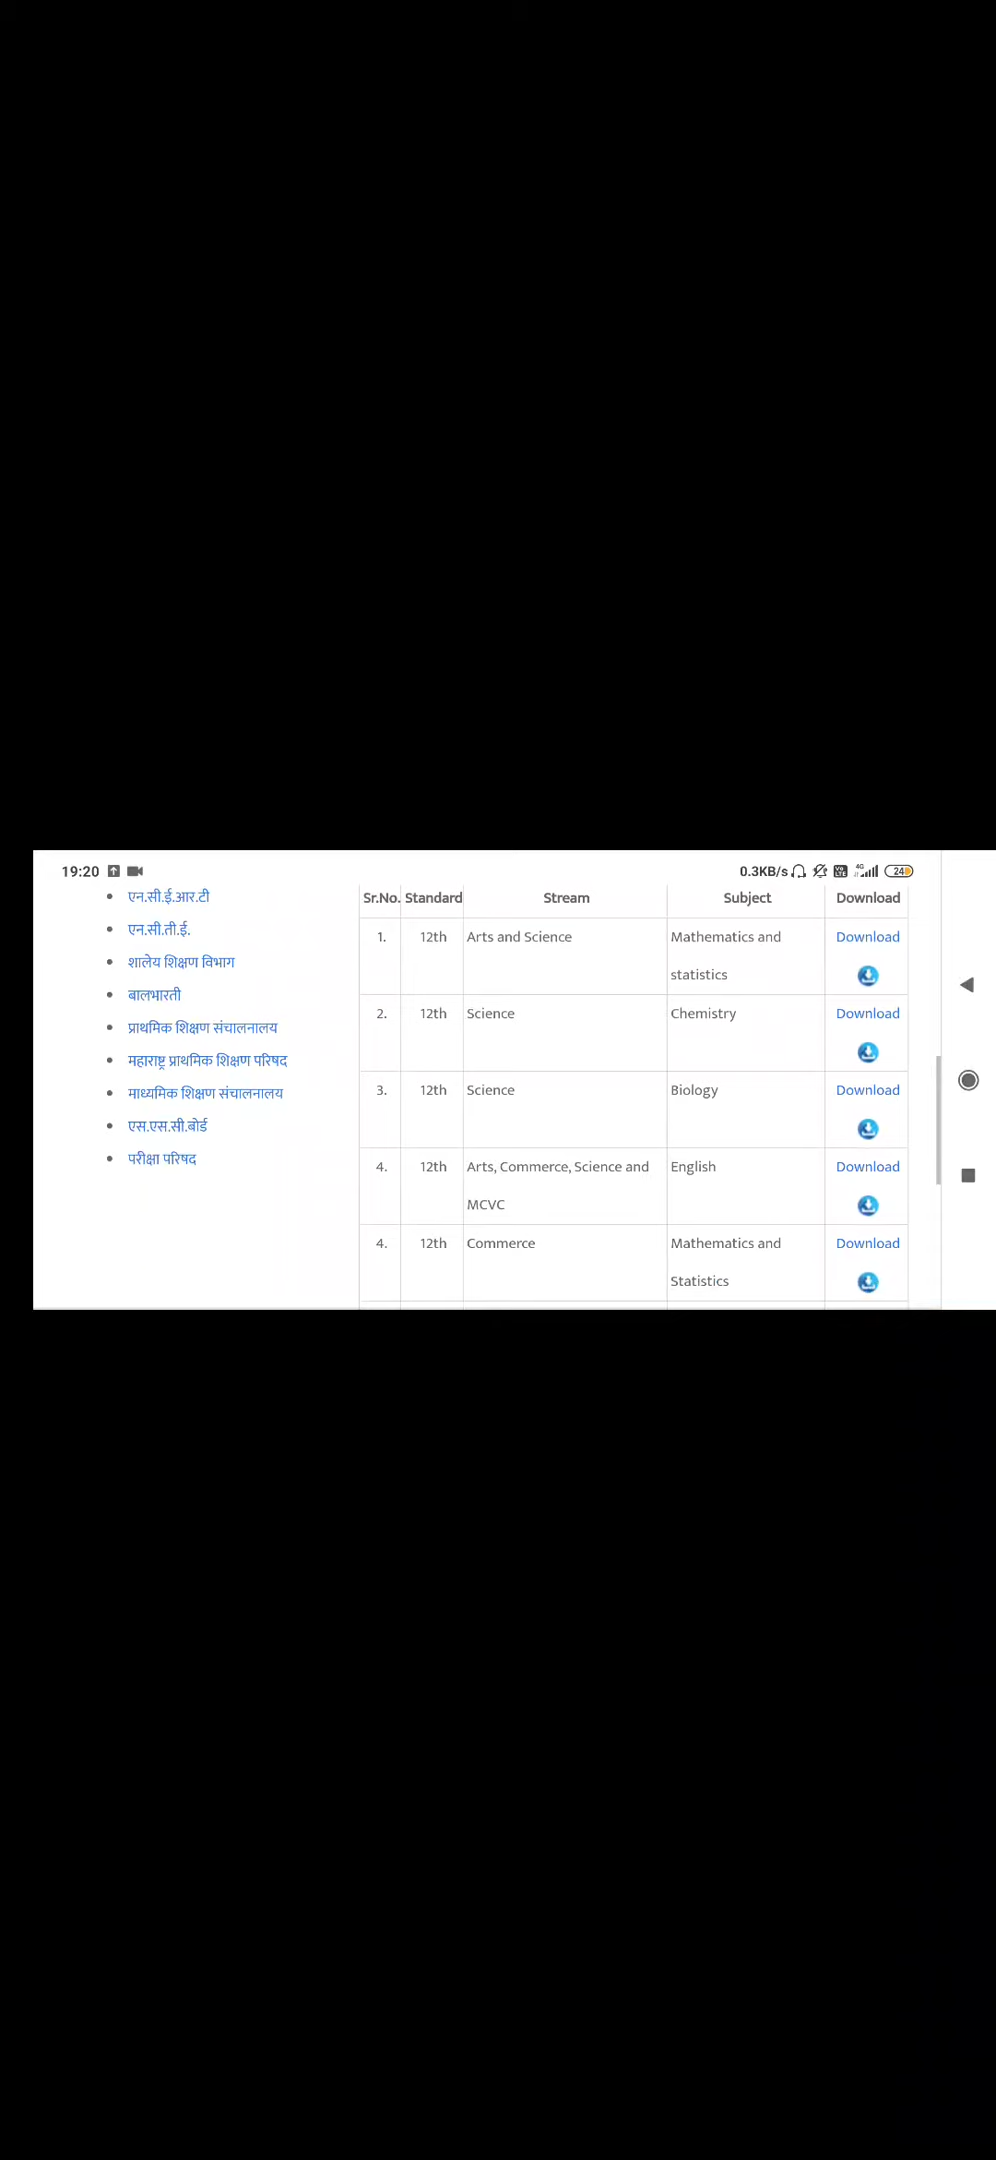 19:20
0.3KB/s 4G 24
एन.सी.ई.आर.टी
एन.सी.ती.ई.
शालेय शिक्षण विभाग
बालभारती
प्राथमिक शिक्षण संचालनालय
महाराष्ट्र प्राथमिक शिक्षण परिषद
माध्यमिक शिक्षण संचालनालय
एस.एस.सी.बोर्ड
परीक्षा परिषद
Sr.No. Standard Stream Subject Download
1. 12th Arts and Science Mathematics and Download
statistics
2. 12th Science Chemistry Download
3. 12th Science Biology Download
4. 12th Arts, Commerce, Science and English Download
MCVC
4. 12th Commerce Mathematics and Download
Statistics